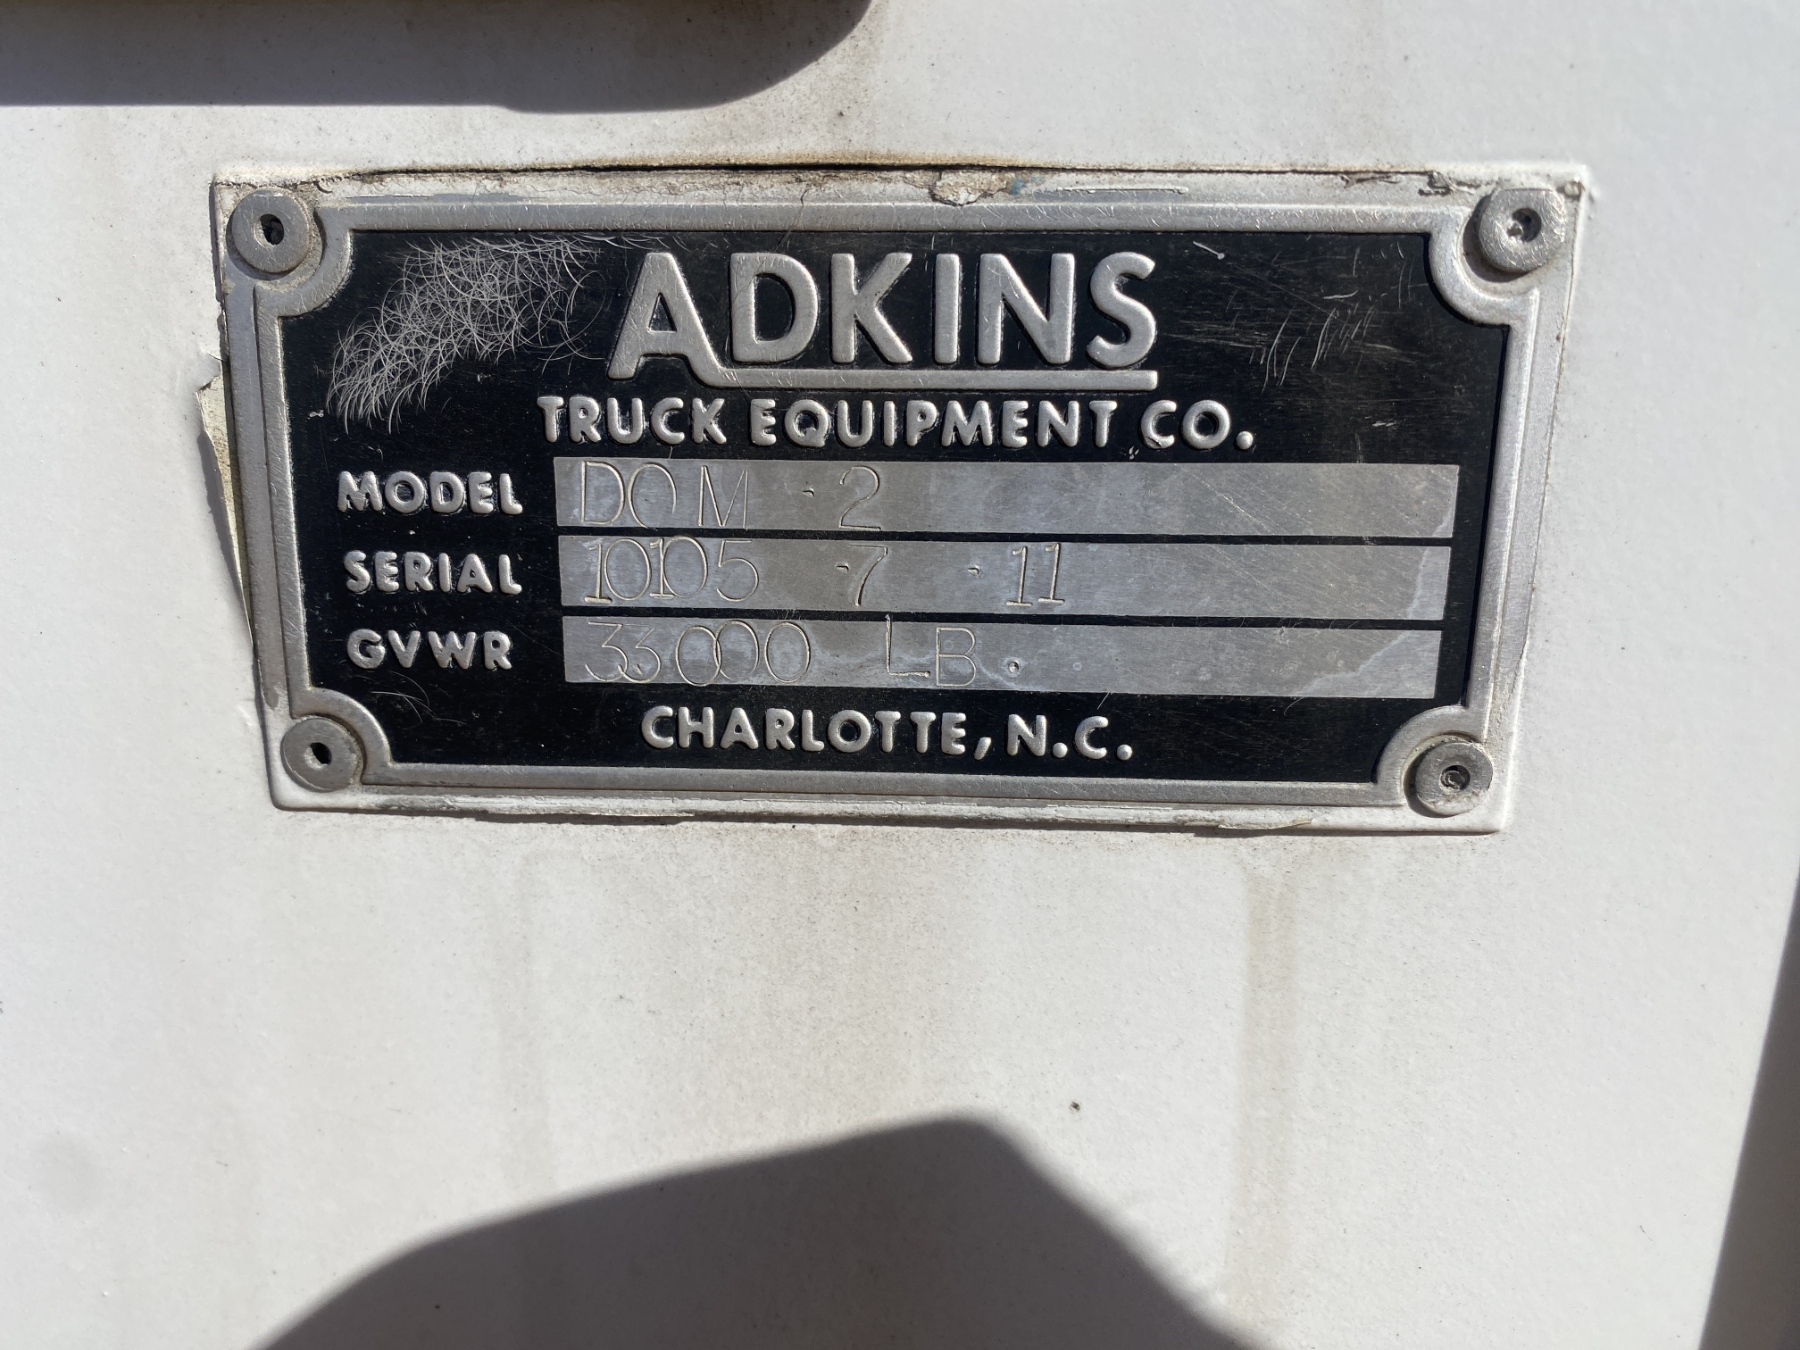 ADKINS
TRUCK EQUIPMENT CO.
MODEL DOM - 2
SERIAL 10105 - 7 - 11
GVWR 33000 LB.
CHARLOTTE, N.C.